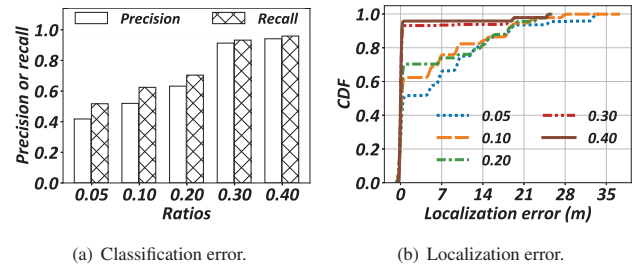 Precision Recall
1.0
0.8
0.6
0.4
0.2
0.0
Precision or recall
0.05 0.10 0.20 0.30 0.40
Ratios
(a) Classification error.
1.0
0.8
0.6
0.4
0.2
0.0
CDF
0.05 0.30
0.10 0.40
0.20
0 7 14 21 28 35
Localization error (m)
(b) Localization error.